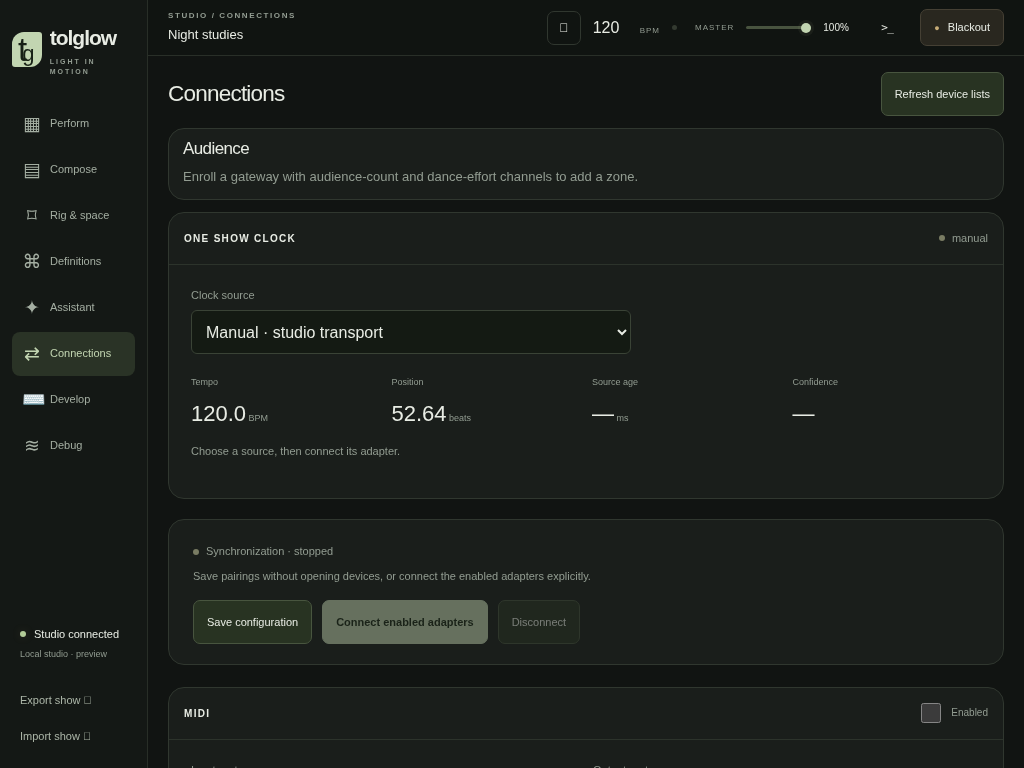 tg
tolglow
LIGHT IN
MOTION
Perform
Compose
Rig & space
Definitions
Assistant
Connections
Develop
Debug
Studio connected
Local studio · preview
Export show
Import show
STUDIO / CONNECTIONS
Night studies
120 BPM
MASTER
100%
>_
Blackout
Connections
Refresh device lists
Audience
Enroll a gateway with audience-count and dance-effort channels to add a zone.
ONE SHOW CLOCK
manual
Clock source
Manual · studio transport
Tempo
Position
Source age
Confidence
120.0 BPM
52.64 beats
— ms
—
Choose a source, then connect its adapter.
Synchronization · stopped
Save pairings without opening devices, or connect the enabled adapters explicitly.
Save configuration
Connect enabled adapters
Disconnect
MIDI
Enabled